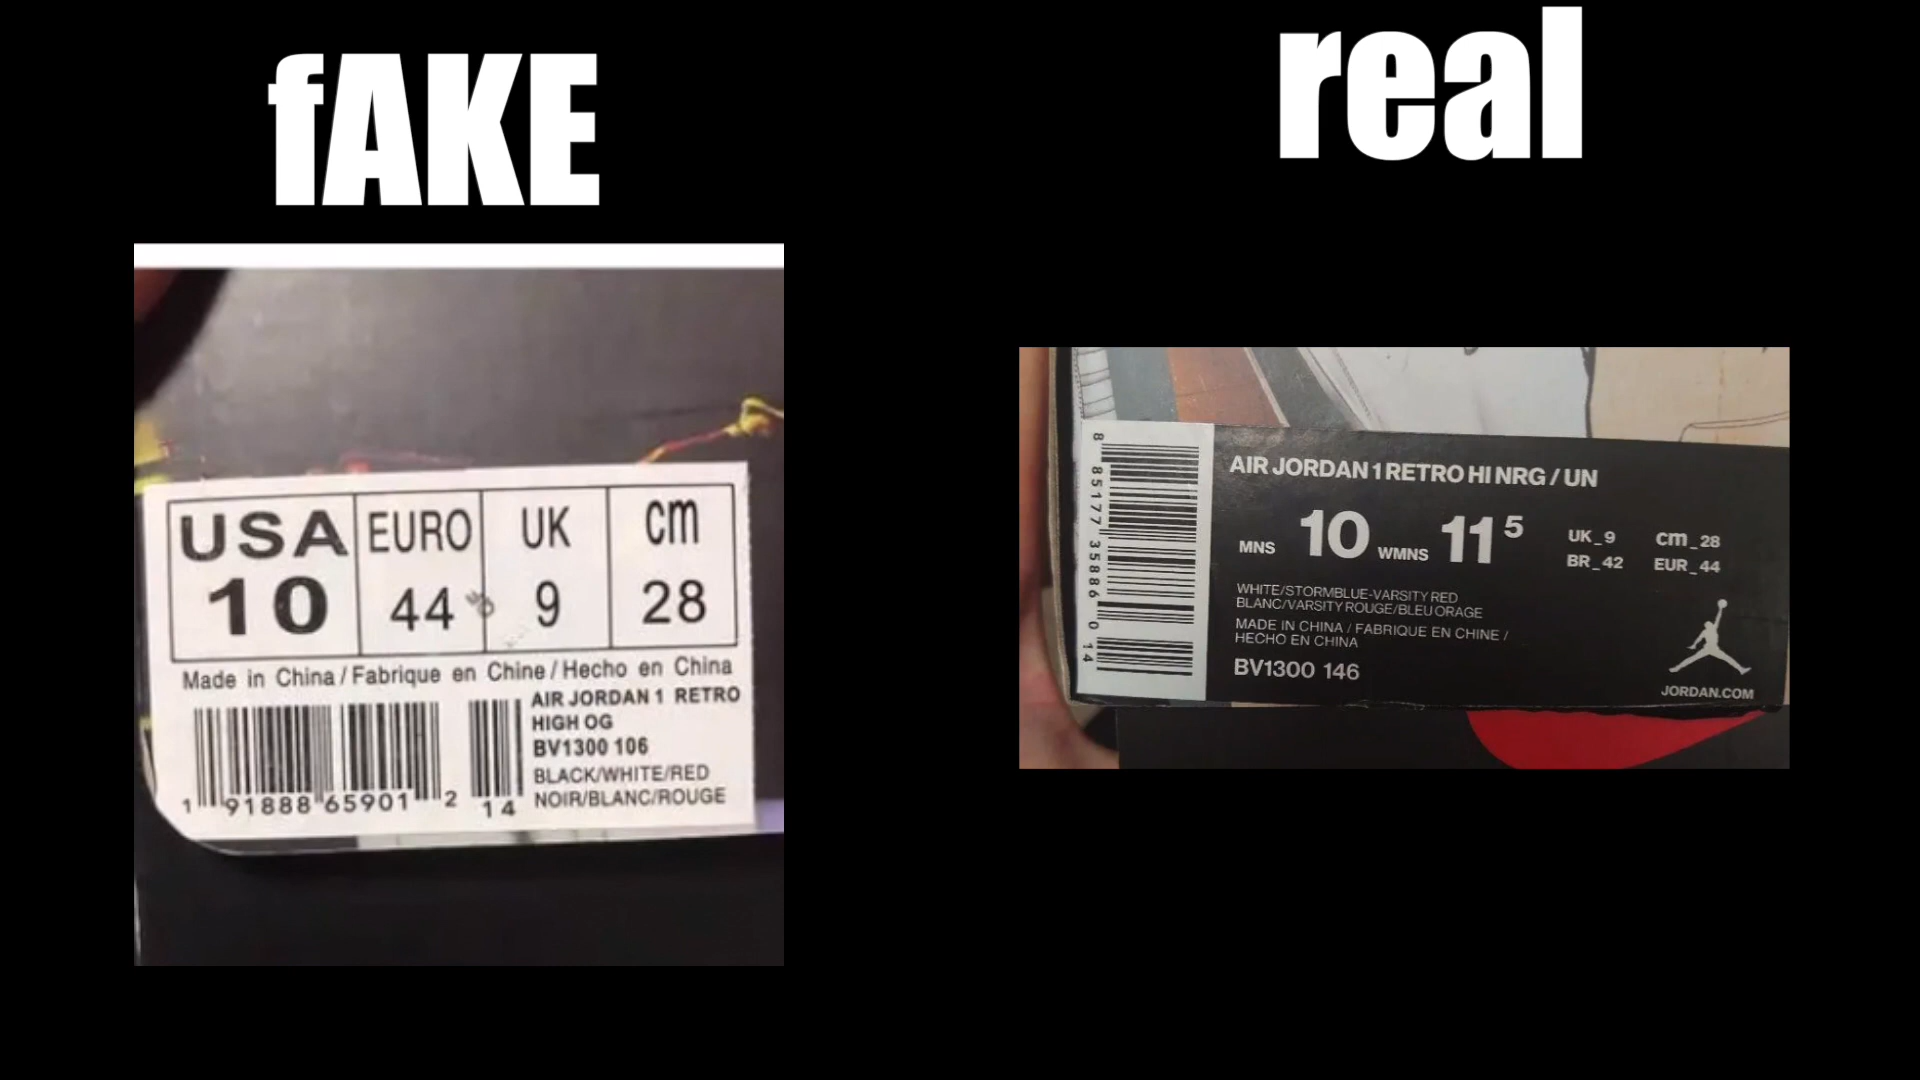 fAKE
real
USA EURO UK cm
10 44 9 28
Made in China / Fabrique en Chine / Hecho en China
AIR JORDAN 1 RETRO
HIGH OG
BV1300 106
BLACK/WHITE/RED
NOIR/BLANC/ROUGE
1 91888 65901 2 14
8 85177 35886 0 14
AIR JORDAN 1 RETRO HI NRG / UN
MNS 10 WMNS 11 5
UK_9 cm_28
BR_42 EUR_44
WHITE/STORMBLUE-VARSITY RED
BLANC/VARSITY ROUGE/BLEU ORAGE
MADE IN CHINA / FABRIQUE EN CHINE /
HECHO EN CHINA
BV1300 146
JORDAN.COM